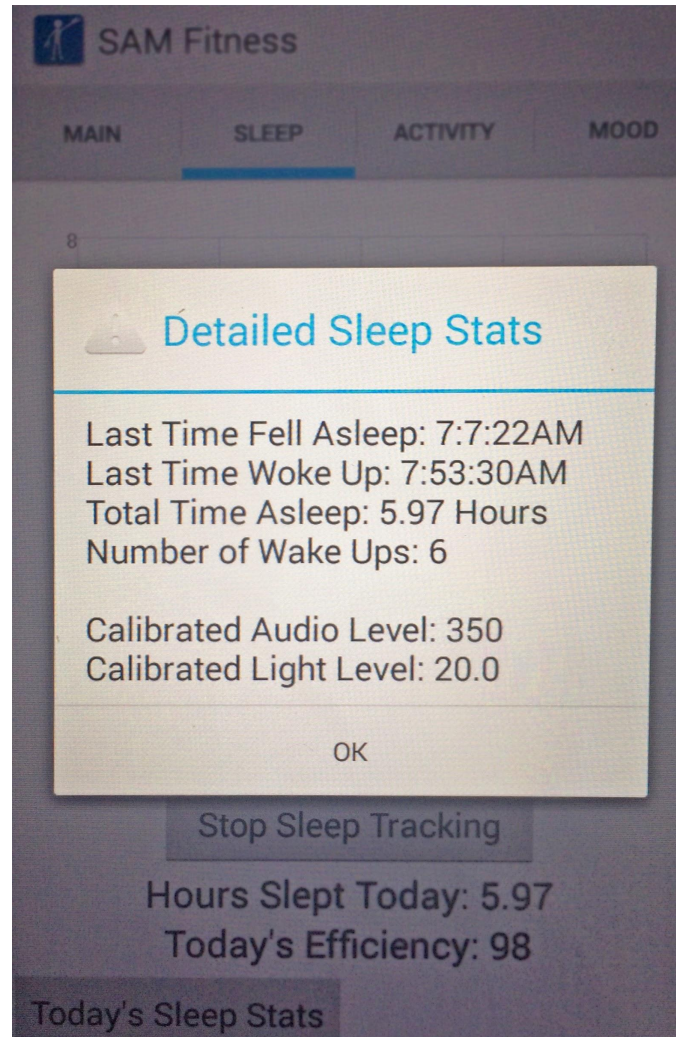 SAM Fitness
MAIN SLEEP ACTIVITY MOOD
8
Detailed Sleep Stats
Last Time Fell Asleep: 7:7:22AM
Last Time Woke Up: 7:53:30AM
Total Time Asleep: 5.97 Hours
Number of Wake Ups: 6
Calibrated Audio Level: 350
Calibrated Light Level: 20.0
OK
Stop Sleep Tracking
Hours Slept Today: 5.97
Today's Efficiency: 98
Today's Sleep Stats